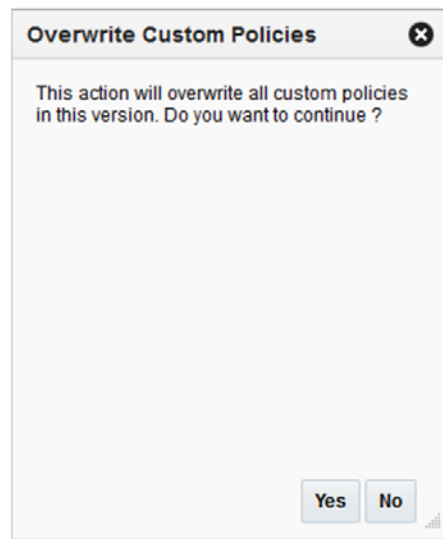 Overwrite Custom Policies
This action will overwrite all custom policies
in this version. Do you want to continue ?
Yes No